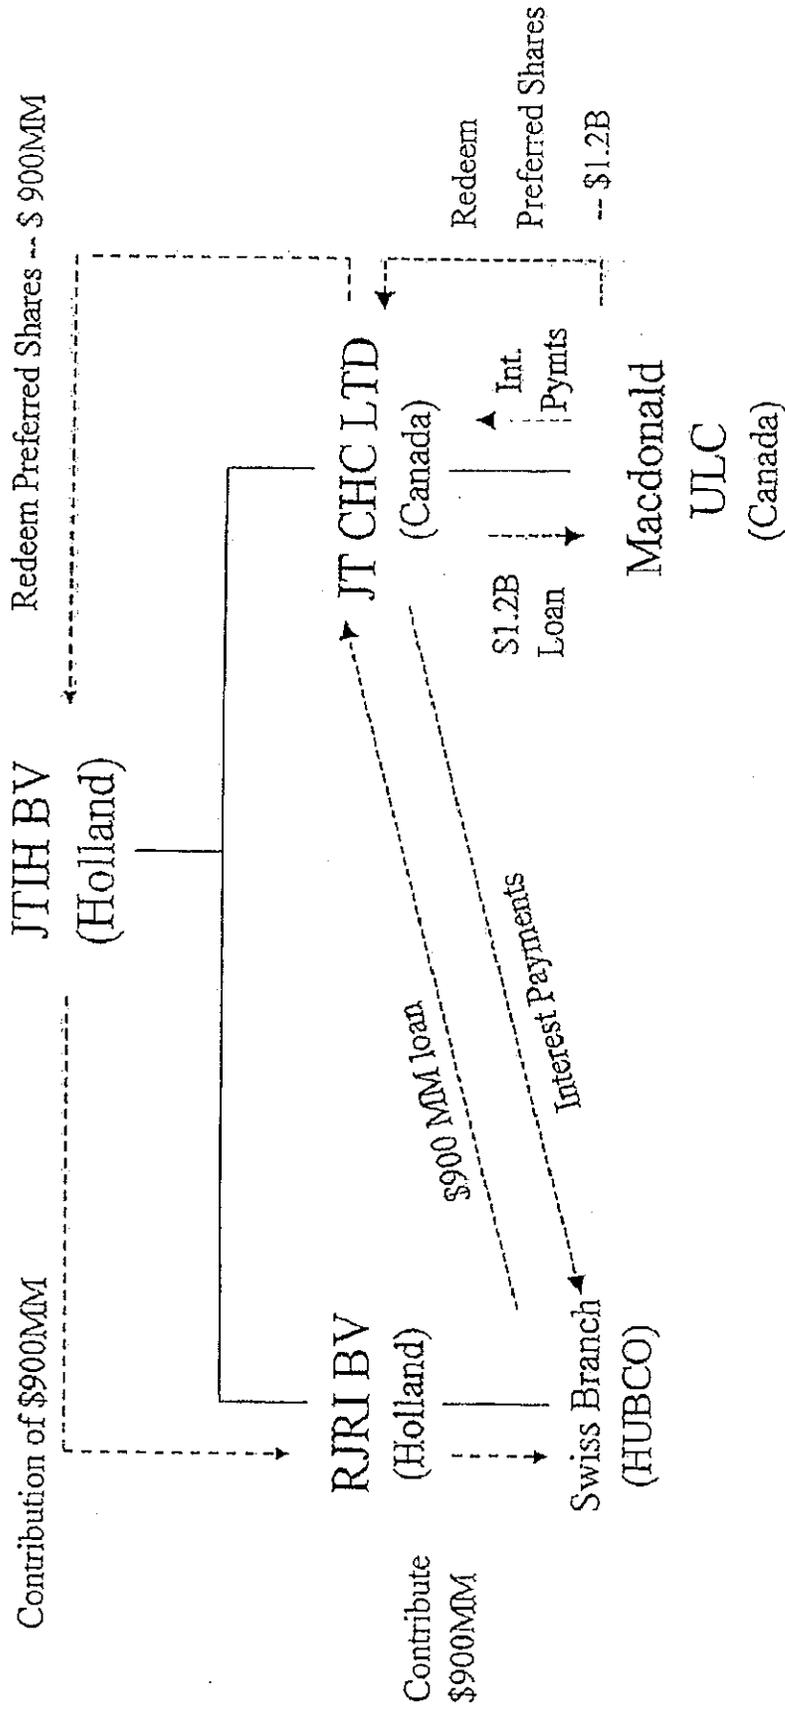 Contribution of $900MM
JTIH BV
(Holland)
Redeem Preferred Shares -- $ 900MM
RJRI BV
(Holland)
Contribute
$900MM
Swiss Branch
(HUBCO)
$900 MM loan
Interest Payments
JT CHC LTD
(Canada)
$1.2B
Loan
Int.
Pymts
Redeem
Preferred Shares
-- $1.2B
Macdonald
ULC
(Canada)